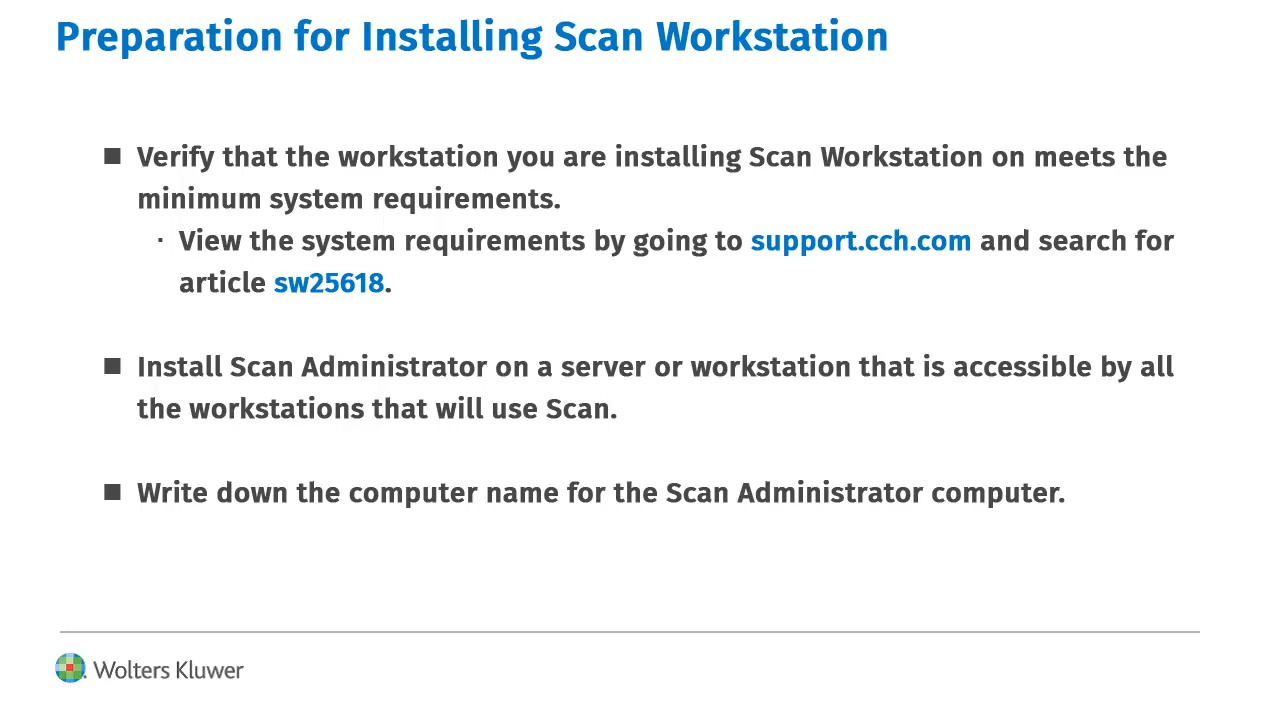 Preparation for Installing Scan Workstation
■ Verify that the workstation you are installing Scan Workstation on meets the
minimum system requirements.
· View the system requirements by going to support.cch.com and search for
article sw25618.
■ Install Scan Administrator on a server or workstation that is accessible by all
the workstations that will use Scan.
■ Write down the computer name for the Scan Administrator computer.
Wolters Kluwer